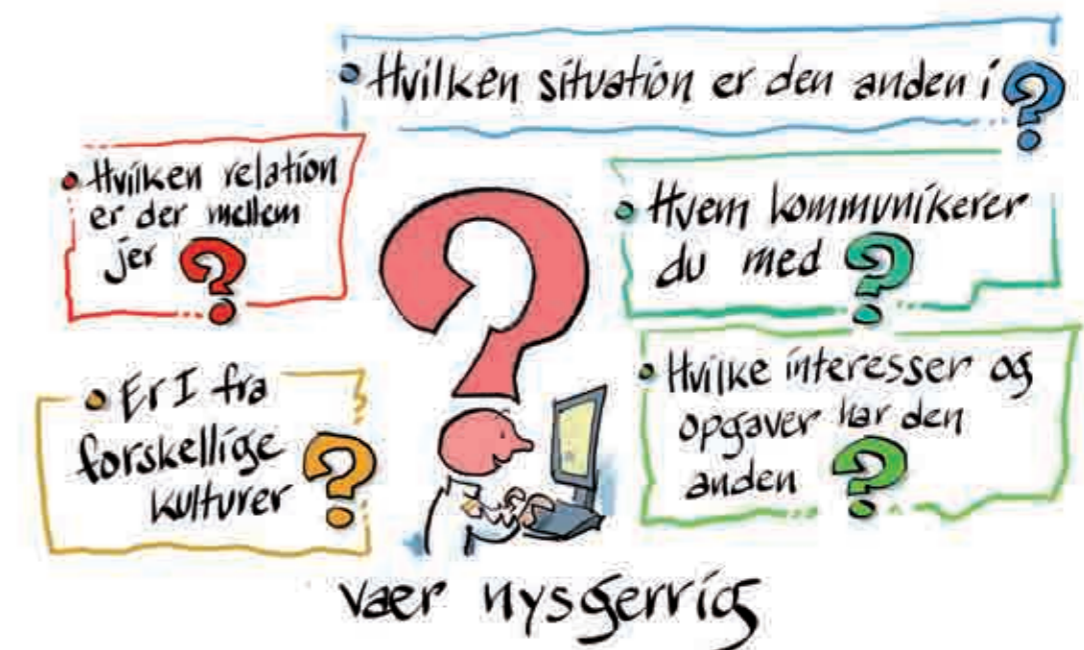 • Hvilken situation er den anden i ?
• Hvilken relation
er der mellem
jer ?
• Hvem kommunikerer
du med ?
• Er I fra
forskellige
kulturer ?
• Hvilke interesser og
opgaver har den
anden ?
?
vær nysgerrig